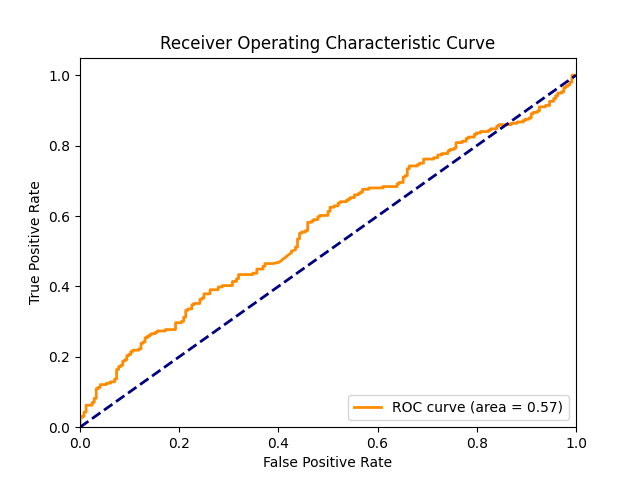 Receiver Operating Characteristic Curve
1.0
0.8
0.6
0.4
0.2
0.0
True Positive Rate
ROC curve (area = 0.57)
0.0 0.2 0.4 0.6 0.8 1.0
False Positive Rate